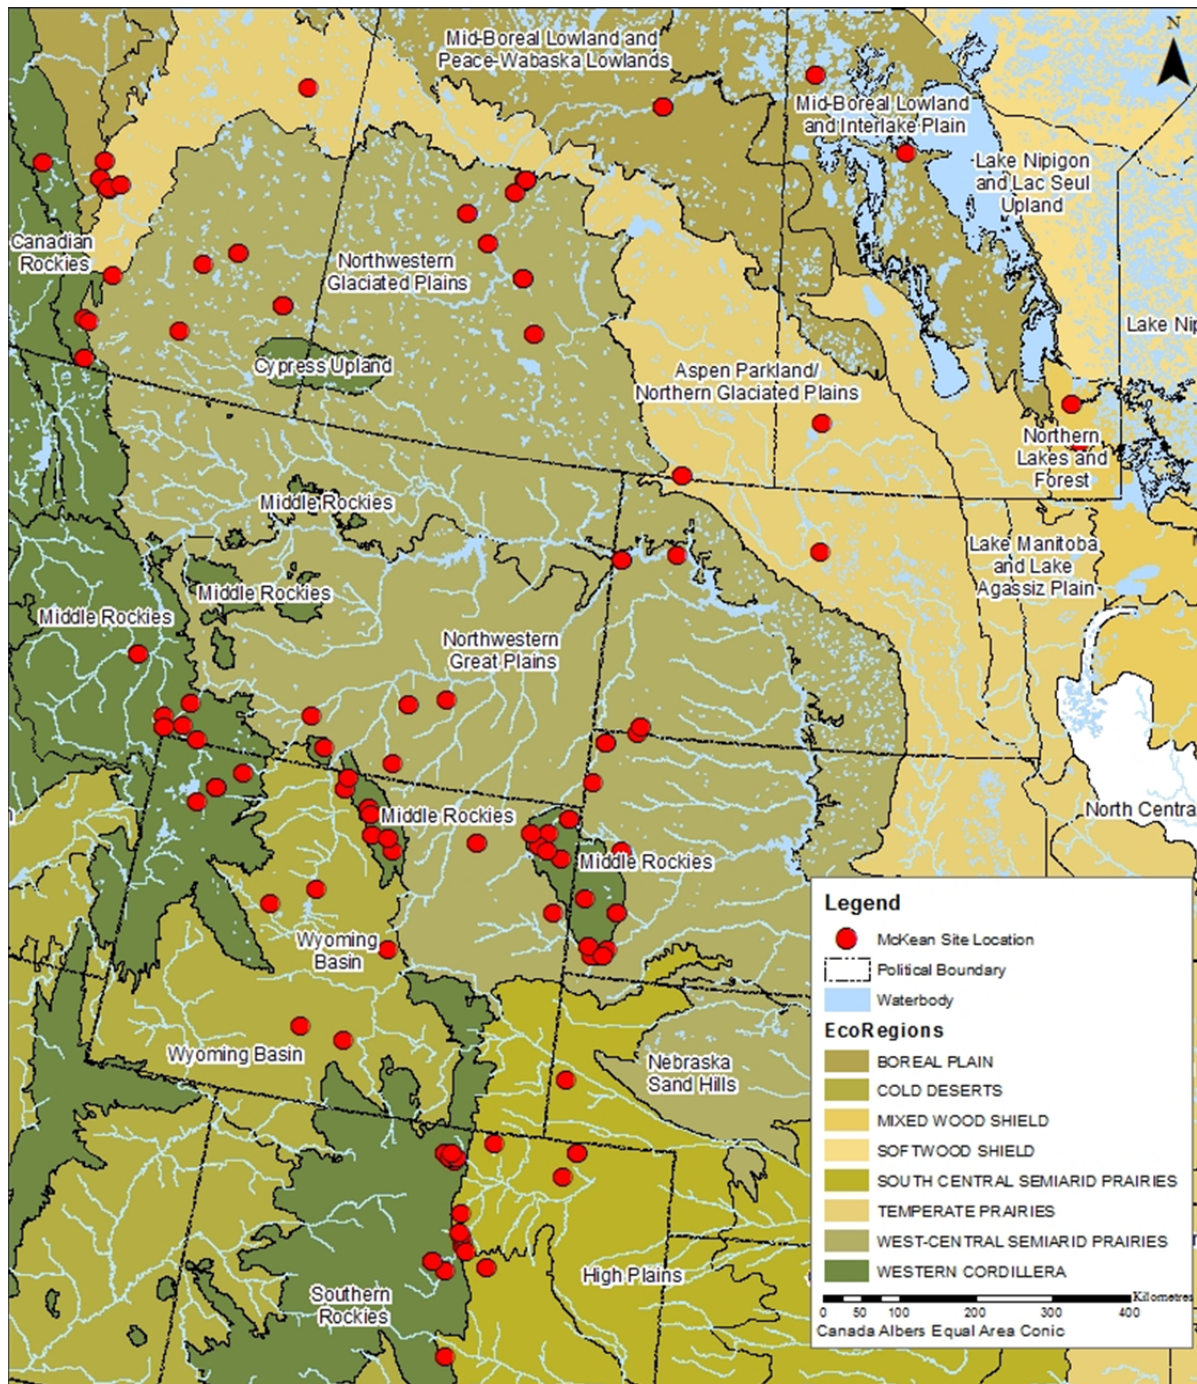 N
Mid-Boreal Lowland and
Peace-Wabaska Lowlands
Mid-Boreal Lowland
and Interlake Plain
Lake Nipigon
and Lac Seul
Upland
Canadian
Rockies
Northwestern
Glaciated Plains
Lake Nip
Cypress Upland
Aspen Parkland/
Northern Glaciated Plains
Northern
Lakes and
Forest
Middle Rockies
Lake Manitoba
and Lake
Agassiz Plain
Middle Rockies
Middle Rockies
Northwestern
Great Plains
North Centra
Middle Rockies
Middle Rockies
Wyoming
Basin
Wyoming Basin
Nebraska
Sand Hills
High Plains
Southern
Rockies
Legend
McKean Site Location
Political Boundary
Waterbody
EcoRegions
BOREAL PLAIN
COLD DESERTS
MIXED WOOD SHIELD
SOFTWOOD SHIELD
SOUTH CENTRAL SEMIARID PRAIRIES
TEMPERATE PRAIRIES
WEST-CENTRAL SEMIARID PRAIRIES
WESTERN CORDILLERA
Kilometres
0 50 100 200 300 400
Canada Albers Equal Area Conic